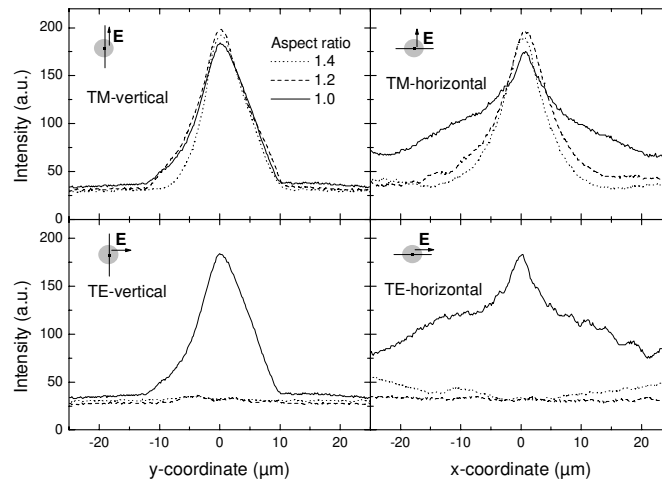 200
150
100
50
0
Intensity (a.u.)
E
TM-vertical
Aspect ratio
1.4
1.2
1.0
E
TM-horizontal
200
150
100
50
0
Intensity (a.u.)
E
TE-vertical
E
TE-horizontal
-20 -10 0 10 20
-20 -10 0 10 20
y-coordinate (µm)
x-coordinate (µm)